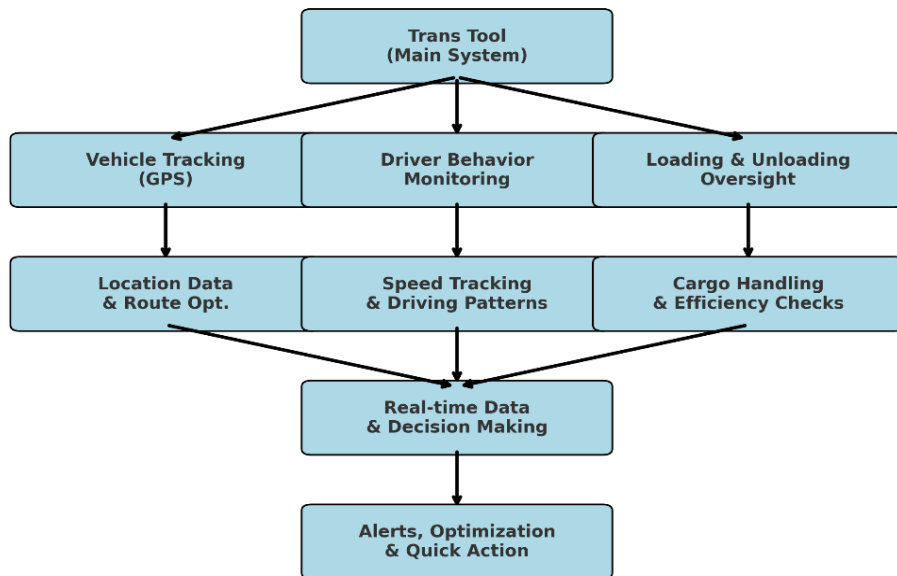 Trans Tool
(Main System)
Vehicle Tracking
(GPS)
Driver Behavior
Monitoring
Loading & Unloading
Oversight
Location Data
& Route Opt.
Speed Tracking
& Driving Patterns
Cargo Handling
& Efficiency Checks
Real-time Data
& Decision Making
Alerts, Optimization
& Quick Action